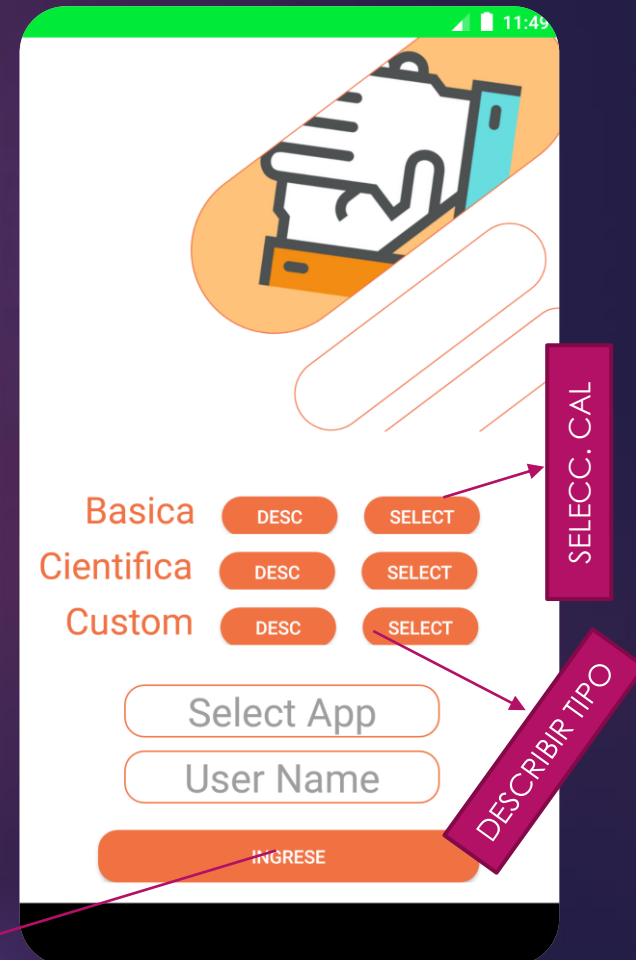 11:49
SELECC. CAL
Basica DESC SELECT
Cientifica DESC SELECT
Custom DESC SELECT
Select App
DESCRIBIR TIPO
User Name
INGRESE